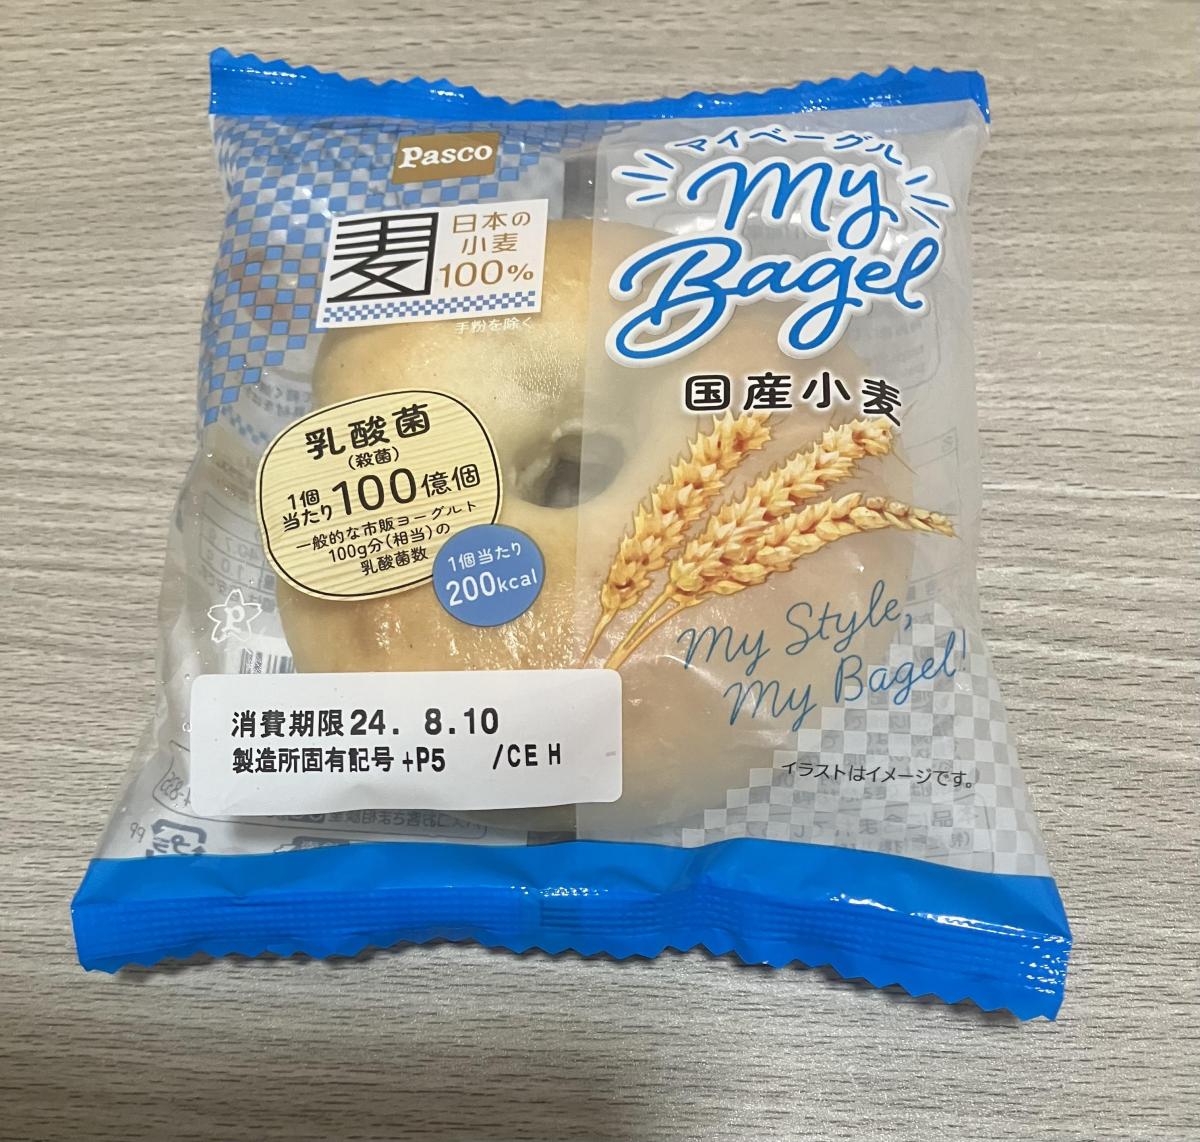 Pasco
麦
日本の
小麦
100%
手粉を除く
マイベーグル
My
Bagel
国産小麦
乳酸菌
(殺菌)
1個
当たり100億個
一般的な市販ヨーグルト
100g分(相当)の
乳酸菌数
1個当たり
200kcal
My Style,
My Bagel!
消費期限24. 8.10
製造所固有記号+P5 /CE H
イラストはイメージです。